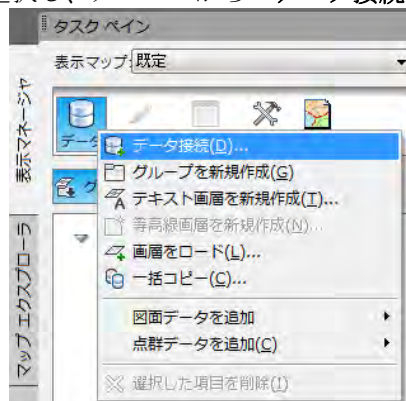 タスク ペイン
表示マップ: 既定
データ
データ接続(D)...
グループを新規作成(G)
テキスト画層を新規作成(T)...
等高線画層を新規作成(N)...
画層をロード(L)...
一括コピー(C)...
図面データを追加
点群データを追加(C)
選択した項目を削除(I)
グ
表示マネージャ
マップ エクスプローラ